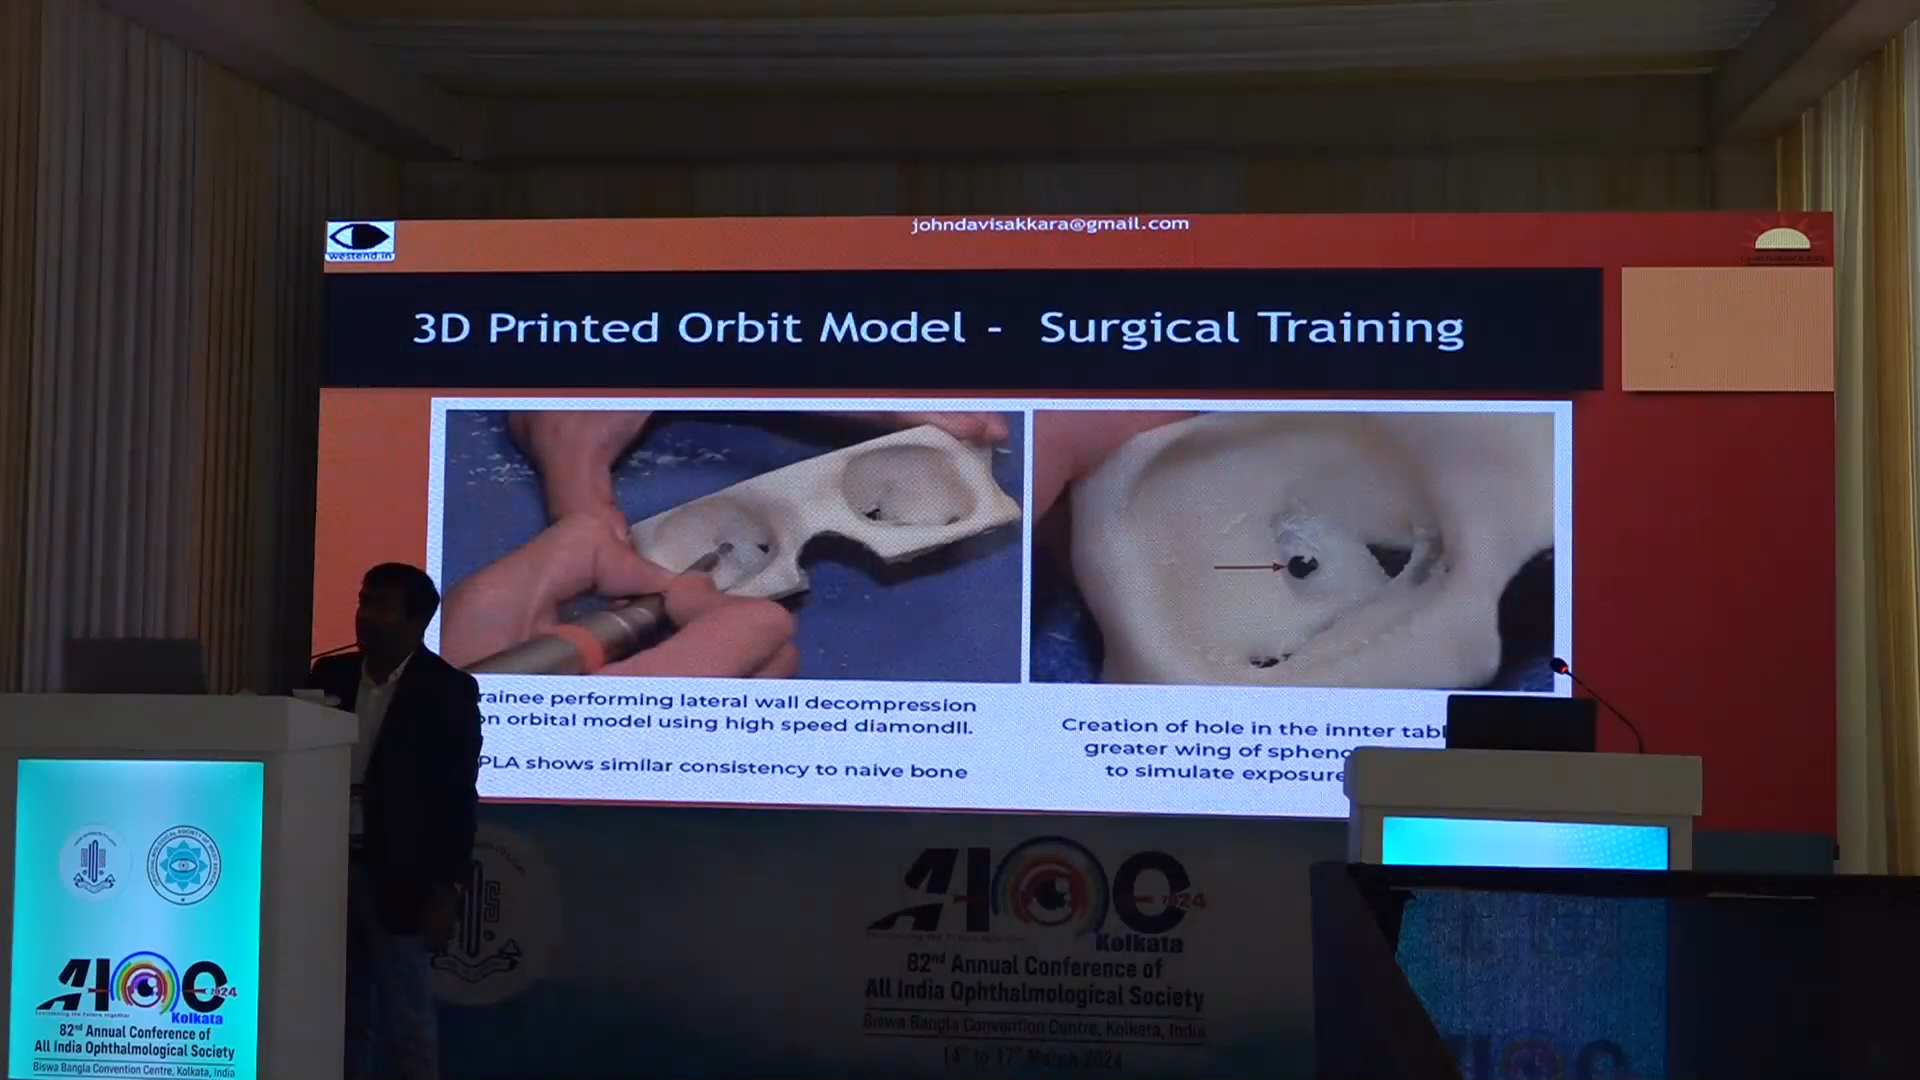 johndavisakkara@gmail.com
westend.in
3D Printed Orbit Model - Surgical Training
rainee performing lateral wall decompression
on orbital model using high speed diamondll.
PLA shows similar consistency to naive bone
Creation of hole in the innter tabl
greater wing of spheno
to simulate exposure
AIOC
2024
Kolkata
82nd Annual Conference of
All India Ophthalmological Society
Biswa Bangla Convention Centre, Kolkata, India
14th to 17th March 2024
AIOC
2024
Kolkata
82nd Annual Conference of
All India Ophthalmological Society
Biswa Bangla Convention Centre, Kolkata, India